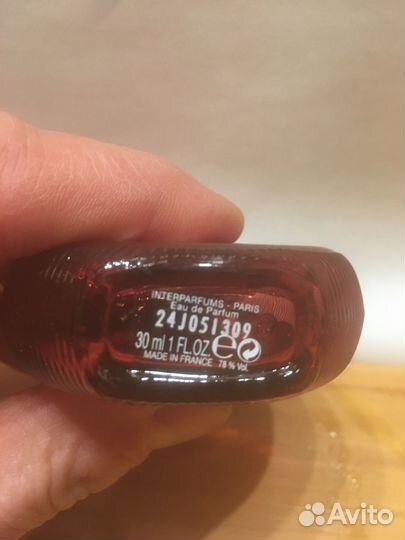 INTERPARFUMS - PARIS
Eau de Parfum
24J051309
30 ml 1 FL.OZ. e
MADE IN FRANCE 78 % Vol.
Avito